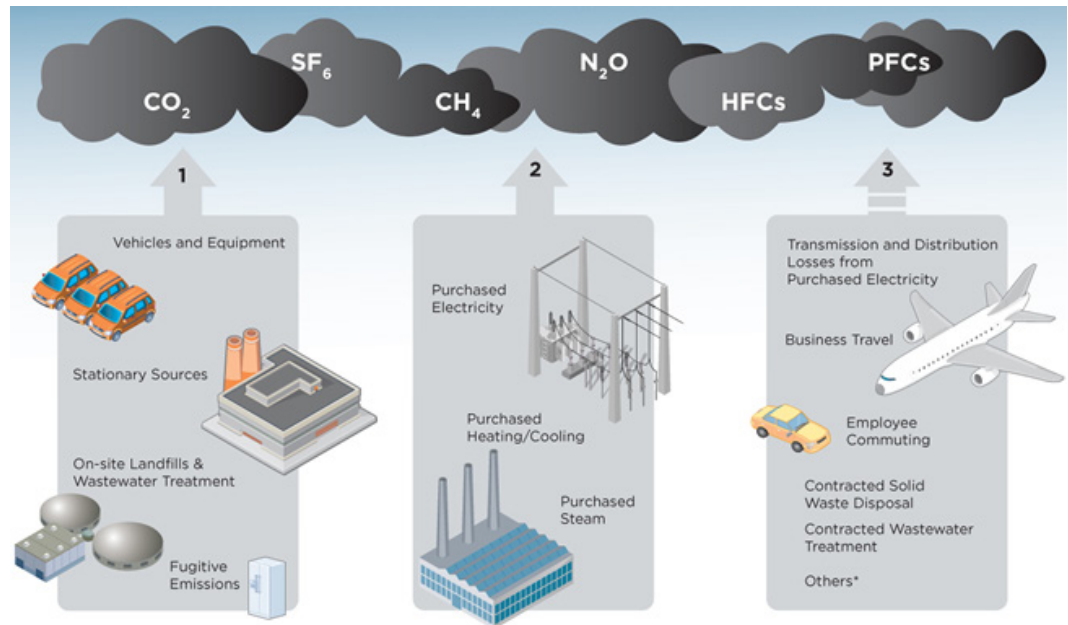 SF₆
N₂O
PFCs
CO₂
CH₄
HFCs
1
2
3
Vehicles and Equipment
Stationary Sources
On-site Landfills &
Wastewater Treatment
Fugitive
Emissions
Purchased
Electricity
Purchased
Heating/Cooling
Purchased
Steam
Transmission and Distribution
Losses from
Purchased Electricity
Business Travel
Employee
Commuting
Contracted Solid
Waste Disposal
Contracted Wastewater
Treatment
Others*